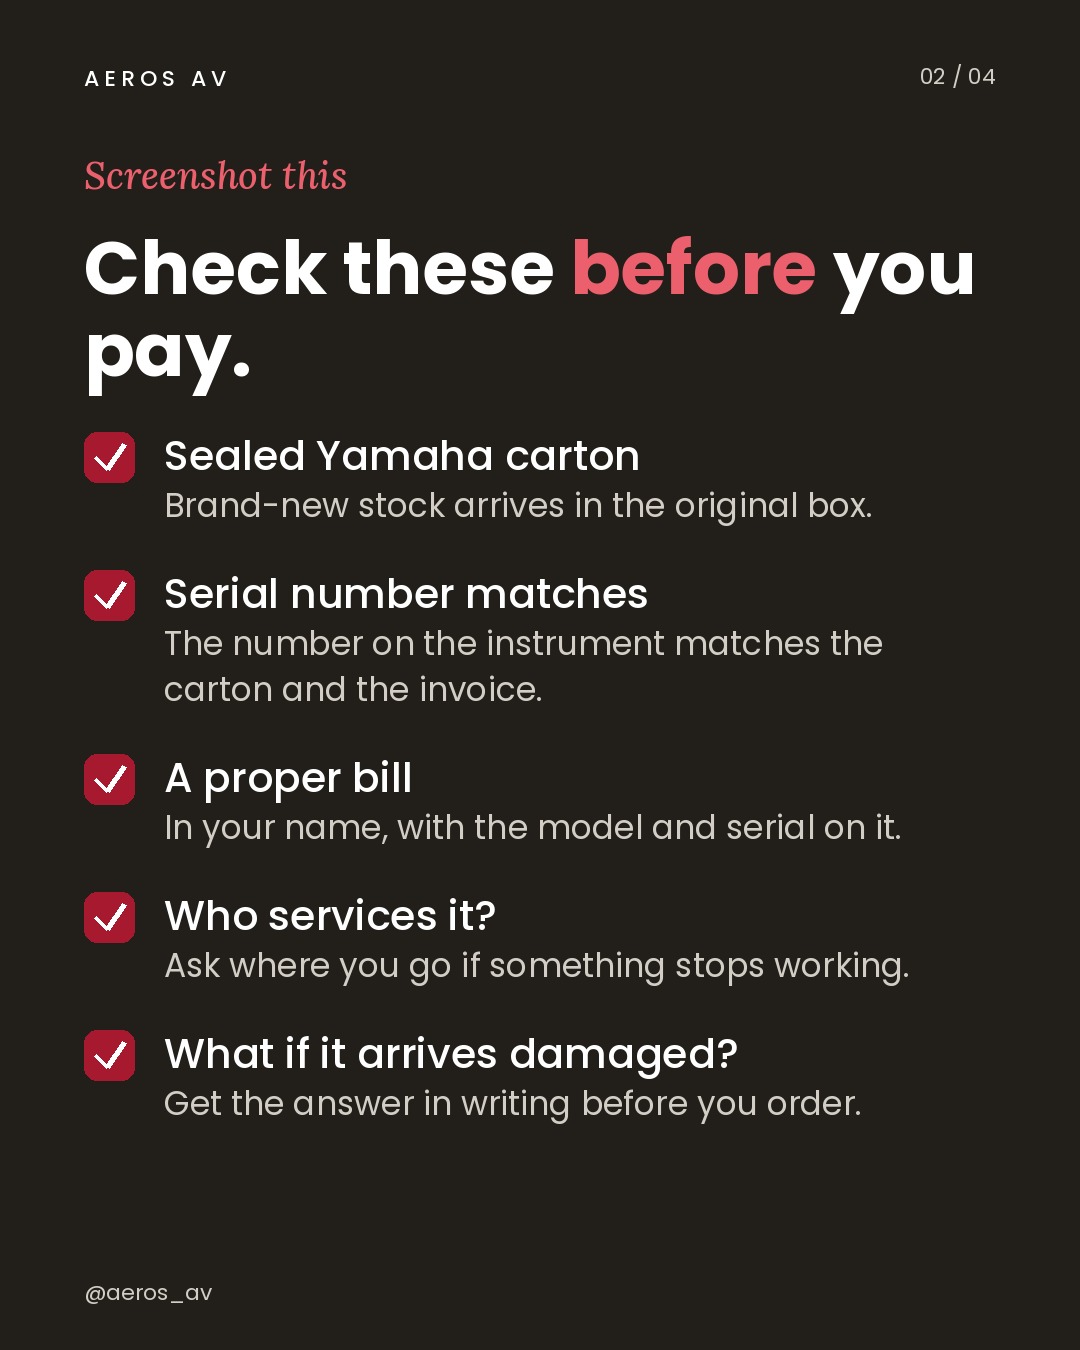 AEROS AV
02 / 04
Screenshot this
Check these before you
pay.
Sealed Yamaha carton
Brand-new stock arrives in the original box.
Serial number matches
The number on the instrument matches the
carton and the invoice.
A proper bill
In your name, with the model and serial on it.
Who services it?
Ask where you go if something stops working.
What if it arrives damaged?
Get the answer in writing before you order.
@aeros_av